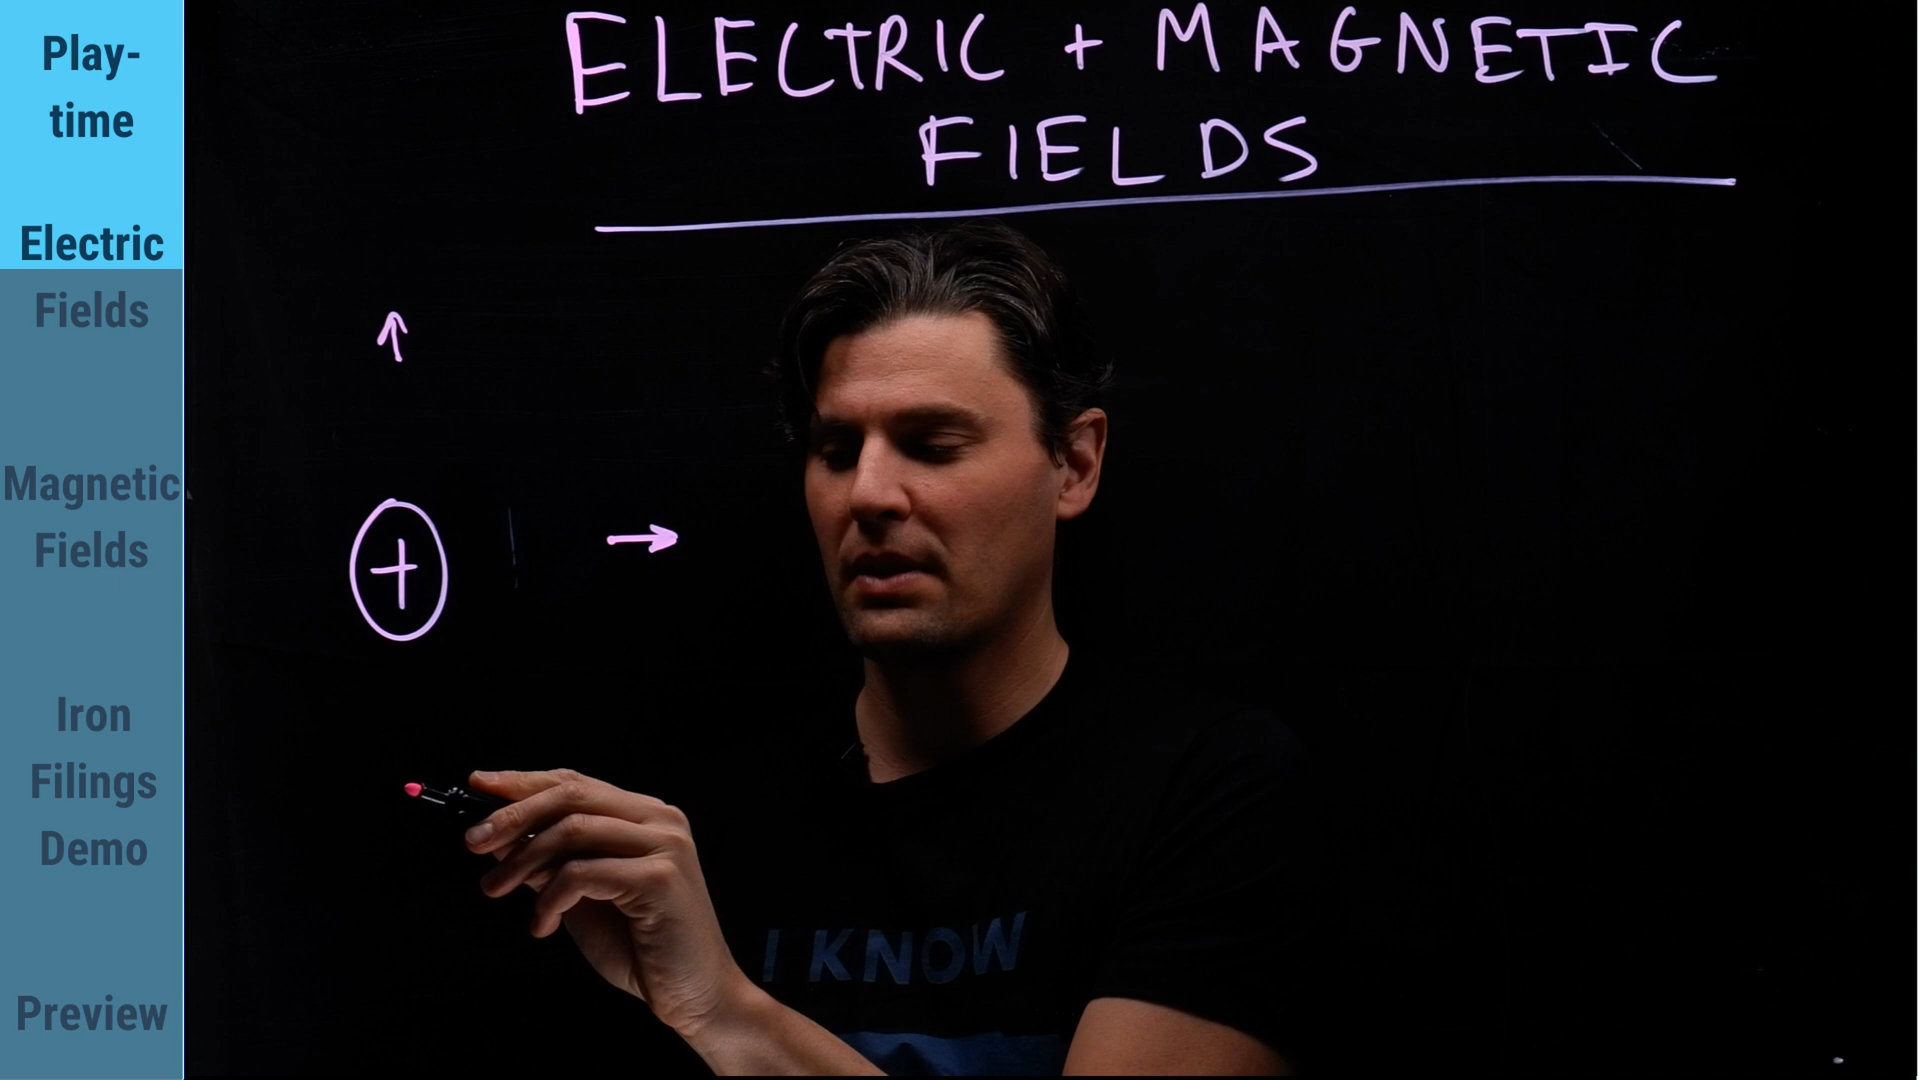 Play-
time
Electric
Fields
Magnetic
Fields
Iron
Filings
Demo
Preview
ELECTRIC + MAGNETIC
FIELDS
+
I KNOW